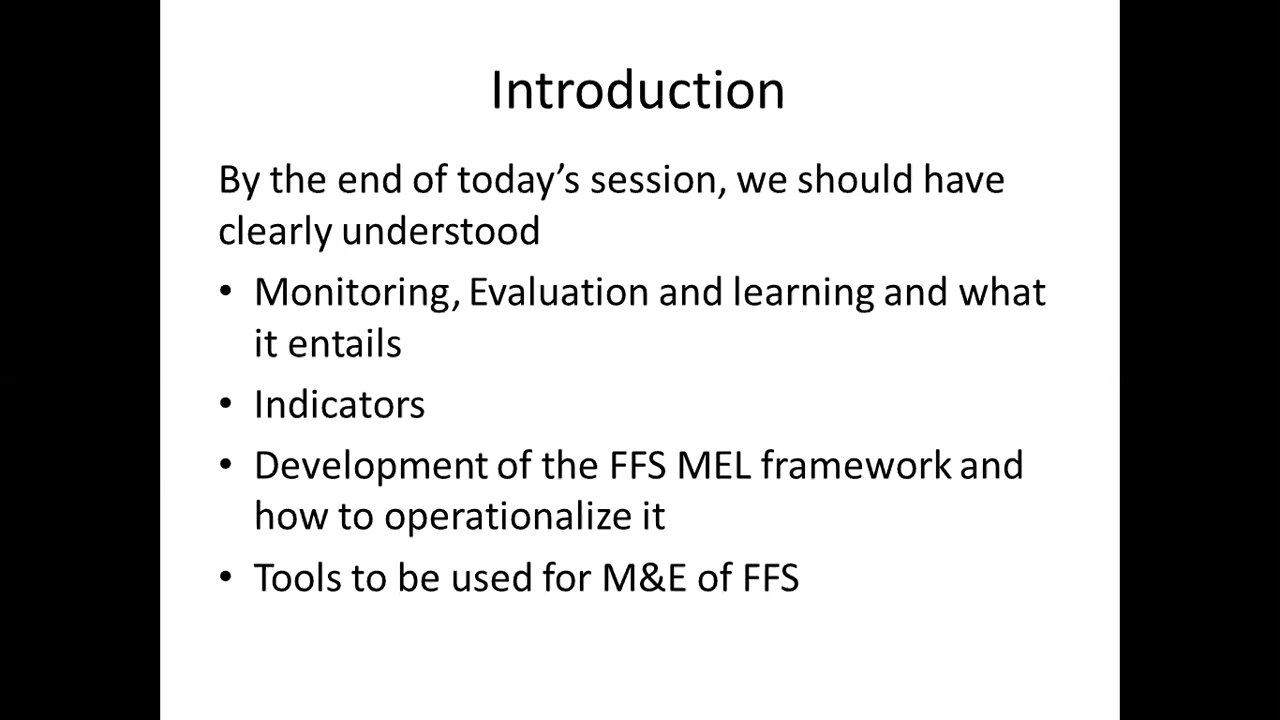 Introduction
By the end of today’s session, we should have
clearly understood
• Monitoring, Evaluation and learning and what
it entails
• Indicators
• Development of the FFS MEL framework and
how to operationalize it
• Tools to be used for M&E of FFS